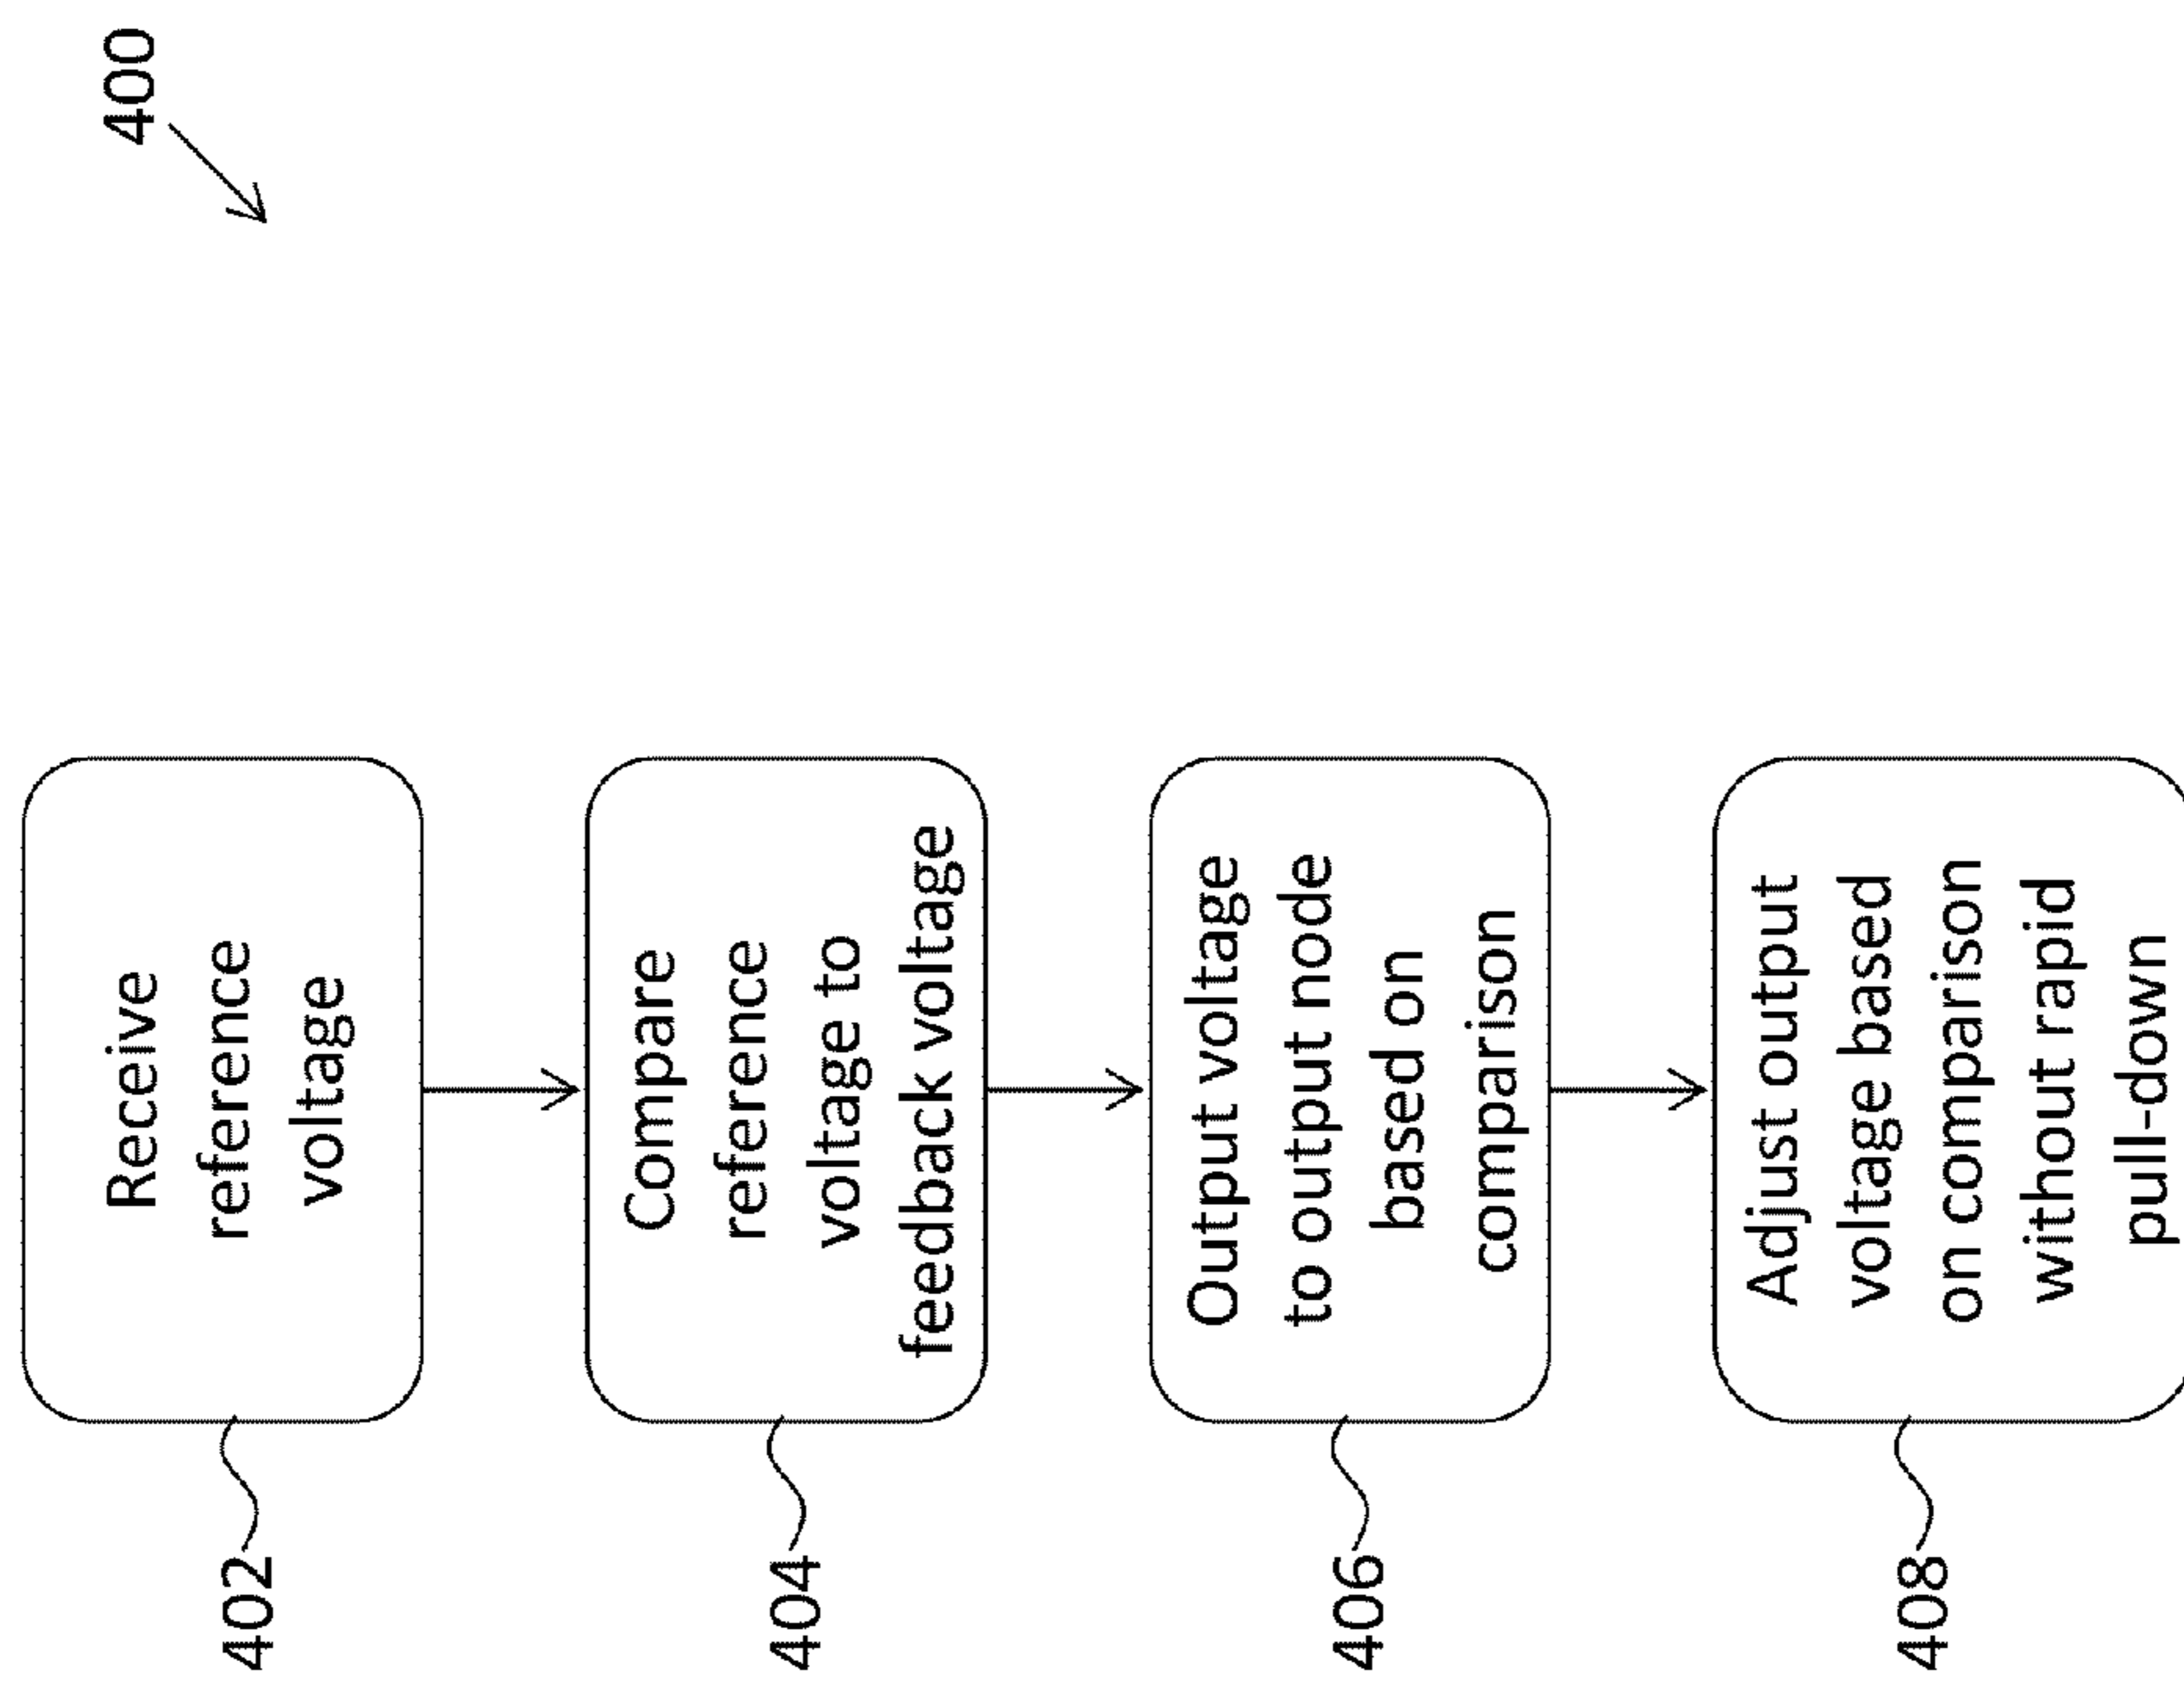 400
402
Receive
reference
voltage
404
Compare
reference
voltage to
feedback voltage
406
Output voltage
to output node
based on
comparison
408
Adjust output
voltage based
on comparison
without rapid
pull-down